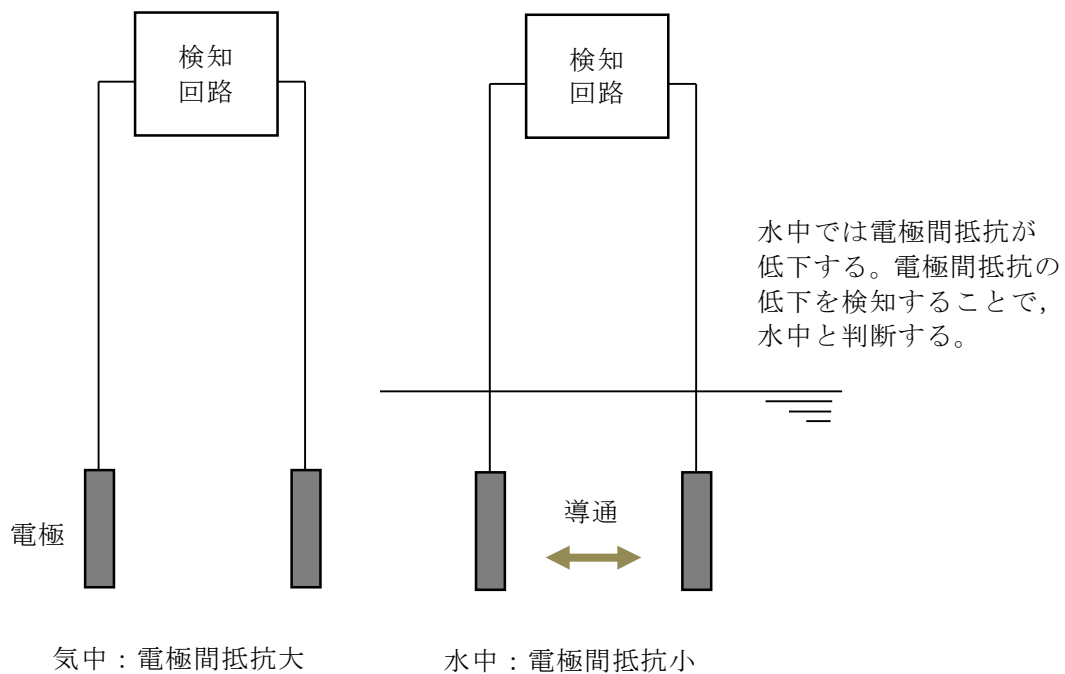 検知
回路
検知
回路
水中では電極間抵抗が
低下する。電極間抵抗の
低下を検知することで,
水中と判断する。
導通
電極
気中：電極間抵抗大
水中：電極間抵抗小